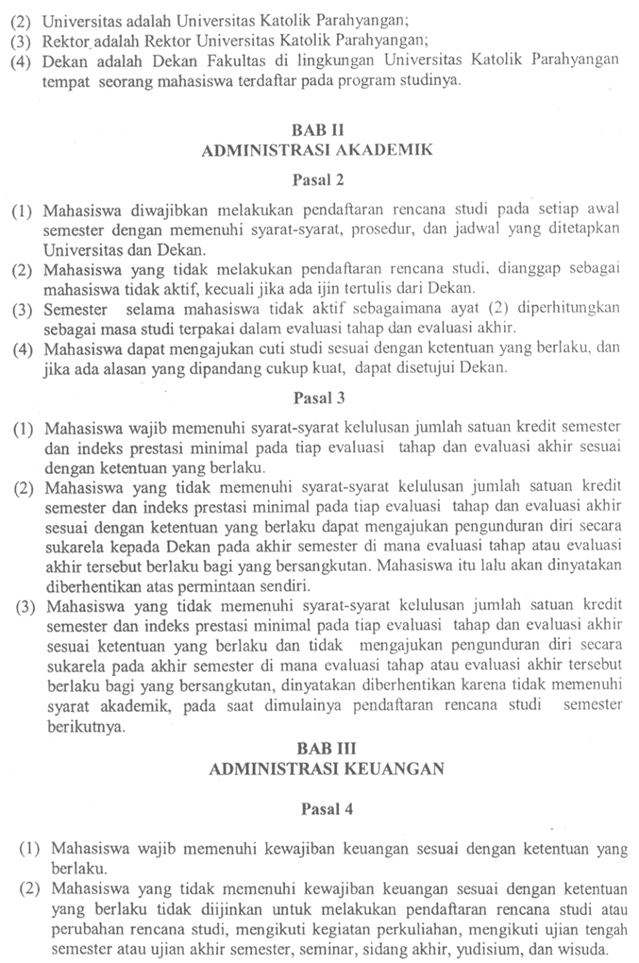 (2) Universitas adalah Universitas Katolik Parahyangan;
(3) Rektor adalah Rektor Universitas Katolik Parahyangan;
(4) Dekan adalah Dekan Fakultas di lingkungan Universitas Katolik Parahyangan
tempat seorang mahasiswa terdaftar pada program studinya.
BAB II
ADMINISTRASI AKADEMIK
Pasal 2
(1) Mahasiswa diwajibkan melakukan pendaftaran rencana studi pada setiap awal
semester dengan memenuhi syarat-syarat, prosedur, dan jadwal yang ditetapkan
Universitas dan Dekan.
(2) Mahasiswa yang tidak melakukan pendaftaran rencana studi, dianggap sebagai
mahasiswa tidak aktif, kecuali jika ada ijin tertulis dari Dekan.
(3) Semester selama mahasiswa tidak aktif sebagaimana ayat (2) diperhitungkan
sebagai masa studi terpakai dalam evaluasi tahap dan evaluasi akhir.
(4) Mahasiswa dapat mengajukan cuti studi sesuai dengan ketentuan yang berlaku, dan
jika ada alasan yang dipandang cukup kuat, dapat disetujui Dekan.
Pasal 3
(1) Mahasiswa wajib memenuhi syarat-syarat kelulusan jumlah satuan kredit semester
dan indeks prestasi minimal pada tiap evaluasi tahap dan evaluasi akhir sesuai
dengan ketentuan yang berlaku.
(2) Mahasiswa yang tidak memenuhi syarat-syarat kelulusan jumlah satuan kredit
semester dan indeks prestasi minimal pada tiap evaluasi tahap dan evaluasi akhir
sesuai dengan ketentuan yang berlaku dapat mengajukan pengunduran diri secara
sukarela kepada Dekan pada akhir semester di mana evaluasi tahap atau evaluasi
akhir tersebut berlaku bagi yang bersangkutan. Mahasiswa itu lalu akan dinyatakan
diberhentikan atas permintaan sendiri.
(3) Mahasiswa yang tidak memenuhi syarat-syarat kelulusan jumlah satuan kredit
semester dan indeks prestasi minimal pada tiap evaluasi tahap dan evaluasi akhir
sesuai ketentuan yang berlaku dan tidak mengajukan pengunduran diri secara
sukarela pada akhir semester di mana evaluasi tahap atau evaluasi akhir tersebut
berlaku bagi yang bersangkutan, dinyatakan diberhentikan karena tidak memenuhi
syarat akademik, pada saat dimulainya pendaftaran rencana studi semester
berikutnya.
BAB III
ADMINISTRASI KEUANGAN
Pasal 4
(1) Mahasiswa wajib memenuhi kewajiban keuangan sesuai dengan ketentuan yang
berlaku.
(2) Mahasiswa yang tidak memenuhi kewajiban keuangan sesuai dengan ketentuan
yang berlaku tidak diijinkan untuk melakukan pendaftaran rencana studi atau
perubahan rencana studi, mengikuti kegiatan perkuliahan, mengikuti ujian tengah
semester atau ujian akhir semester, seminar, sidang akhir, yudisium, dan wisuda.